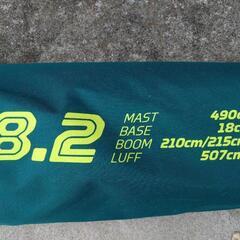 8.2
MAST 490c
BASE 18c
BOOM 210cm/215cm
LUFF 507cm